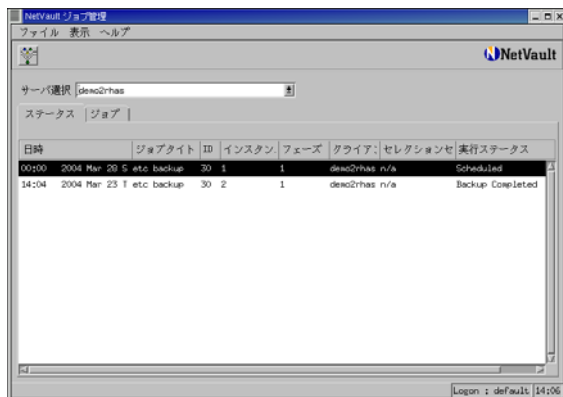 NetVault ジョブ管理
ファイル 表示 ヘルプ
NetVault
サーバ選択 demo2rhas
ステータス ジョブ
日時 ジョブタイト ID インスタン. フェーズ クライア: セレクションセ 実行ステータス
00:00 2004 Mar 28 S etc backup 30 1 1 demo2rhas n/a Scheduled
14:04 2004 Mar 23 T etc backup 30 2 1 demo2rhas n/a Backup Completed
Logon : default 14:06